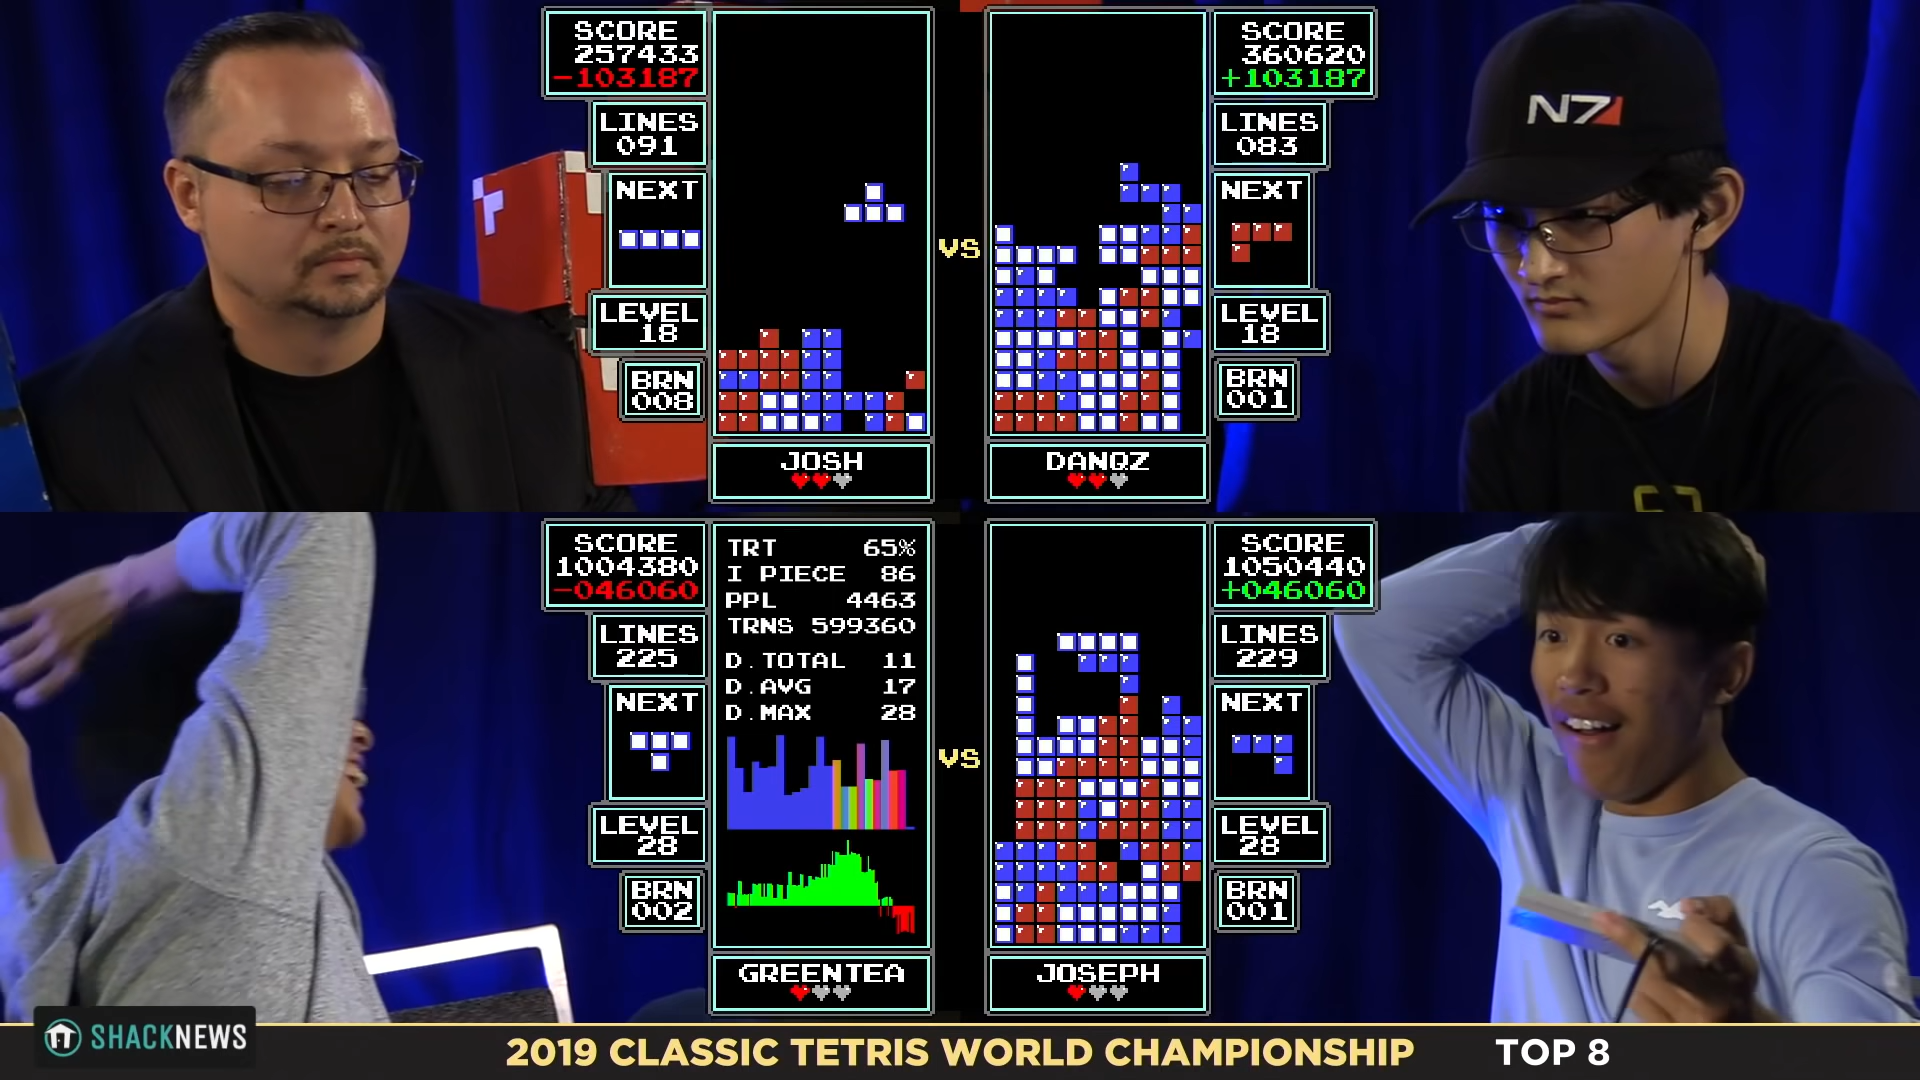 SCORE
257433
-103187
LINES
091
NEXT
LEVEL
18
BRN
008
JOSH
VS
SCORE
360620
+103187
LINES
083
NEXT
LEVEL
18
BRN
001
DANQZ
N7
SCORE
1004380
-046060
LINES
225
NEXT
LEVEL
28
BRN
002
TRT 65%
I PIECE 86
PPL 4463
TRNS 599360
D.TOTAL 11
D.AVG 17
D.MAX 28
GREENTEA
VS
SCORE
1050440
+046060
LINES
229
NEXT
LEVEL
28
BRN
001
JOSEPH
SHACKNEWS
2019 CLASSIC TETRIS WORLD CHAMPIONSHIP TOP 8